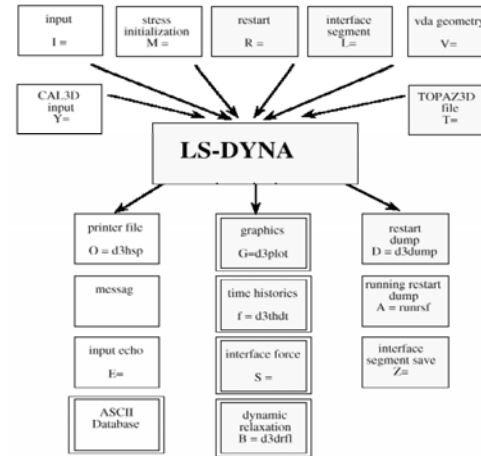 input
I =
stress
initialization
M =
restart
R =
interface
segment
L=
vda geometry
V=
CAL3D
input
Y=
TOPAZ3D
file
T=
LS-DYNA
printer file
O = d3hsp
graphics
G=d3plot
restart
dump
D = d3dump
messag
time histories
f = d3thdt
running restart
dump
A = runrsf
input echo
E=
interface force
S =
interface
segment save
Z=
ASCII
Database
dynamic
relaxation
B = d3drfl